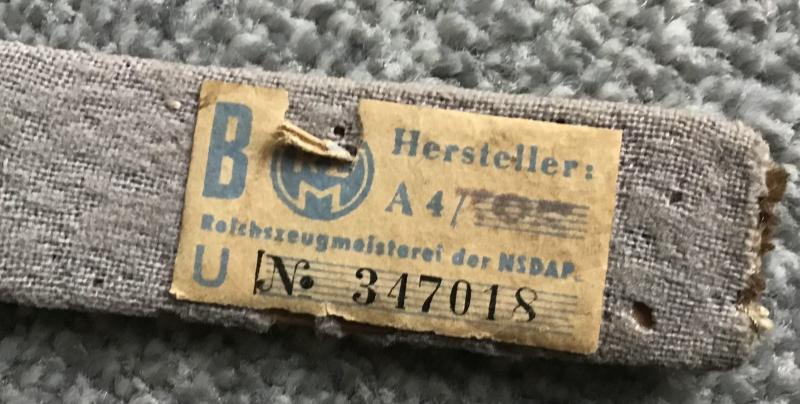 B
RZM
Hersteller:
A 4/
Reichszeugmeisterei der NSDAP.
U
No. 347018